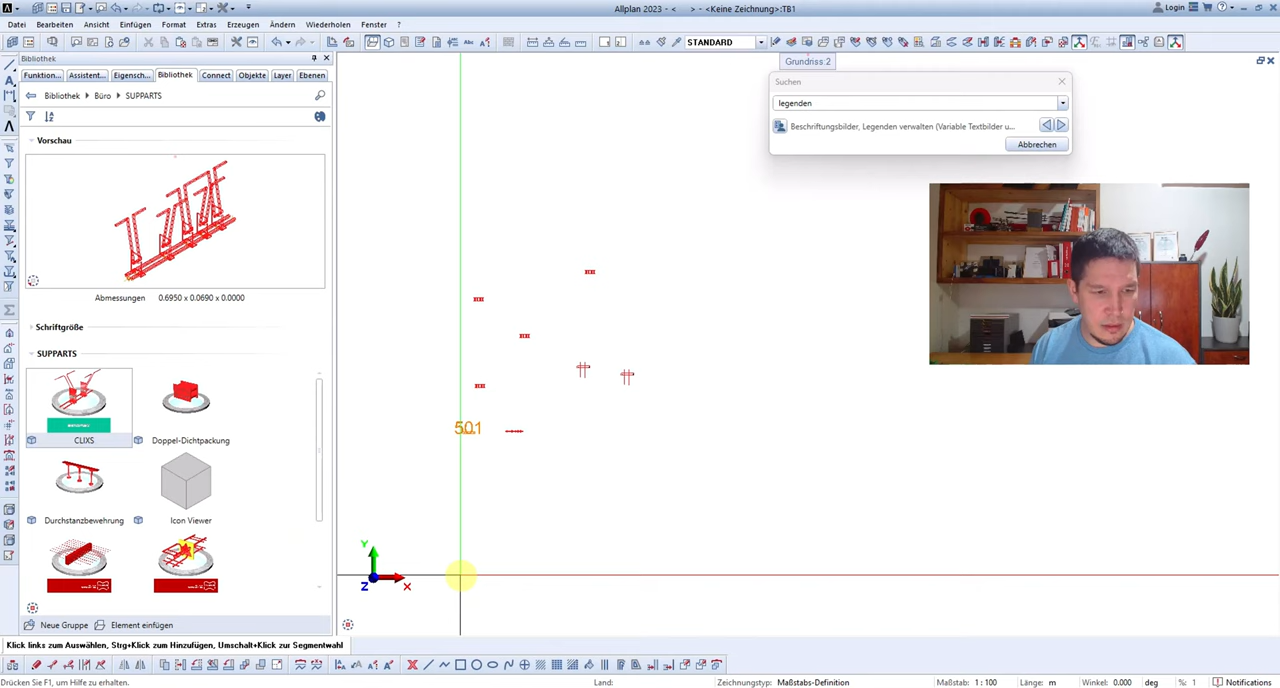 Allplan 2023 - < > - <Keine Zeichnung>:TB1
Login
Datei Bearbeiten Ansicht Einfügen Format Extras Erzeugen Ändern Wiederholen Fenster ?
STANDARD
Bibliothek
Funktion... Assistent... Eigensch... Bibliothek Connect Objekte Layer Ebenen
Bibliothek Büro SUPPARTS
Vorschau
Abmessungen 0.6950 x 0.0690 x 0.0000
Schriftgröße
SUPPARTS
CLIXS
Doppel-Dichtpackung
Durchstanzbewehrung
Icon Viewer
Neue Gruppe Element einfügen
Grundriss:2
Suchen
legenden
Beschriftungsbilder, Legenden verwalten (Variable Textbilder u...
Abbrechen
501
Y
Z
X
Klick links zum Auswählen, Strg+Klick zum Hinzufügen, Umschalt+Klick zur Segmentwahl
Drücken Sie F1, um Hilfe zu erhalten.
Land:
Zeichnungstyp: Maßstabs-Definition
Maßstab: 1 : 100
Länge: m
Winkel: 0.000 deg
%: 1
Notifications